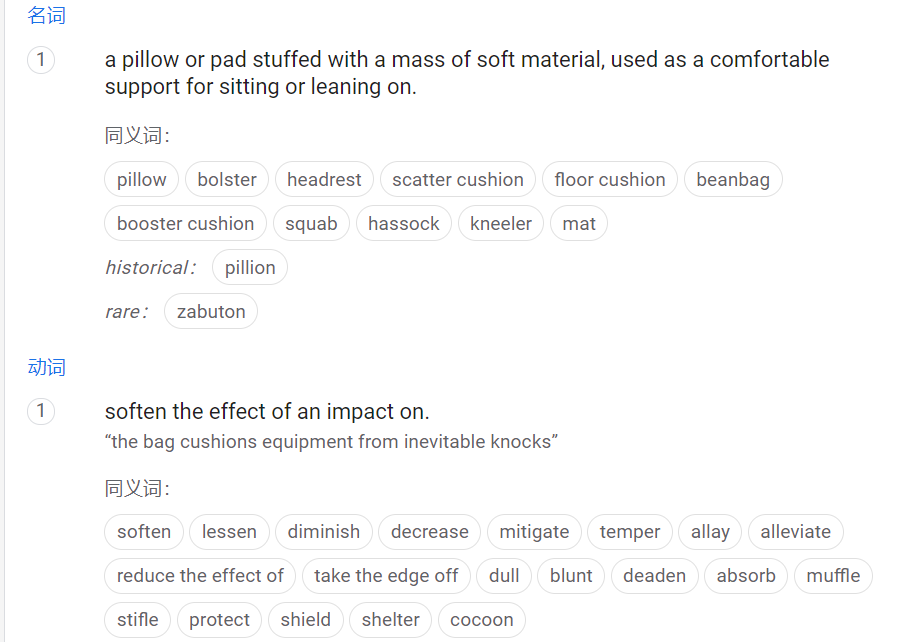 名词
1 a pillow or pad stuffed with a mass of soft material, used as a comfortable
support for sitting or leaning on.
同义词：
pillow bolster headrest scatter cushion floor cushion beanbag
booster cushion squab hassock kneeler mat
historical： pillion
rare： zabuton
动词
1 soften the effect of an impact on.
“the bag cushions equipment from inevitable knocks”
同义词：
soften lessen diminish decrease mitigate temper allay alleviate
reduce the effect of take the edge off dull blunt deaden absorb muffle
stifle protect shield shelter cocoon